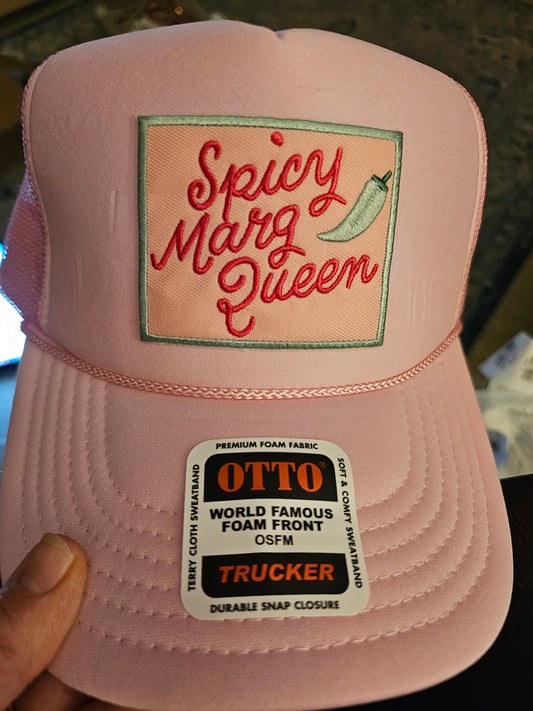 Spicy
Marg
Queen
PREMIUM FOAM FABRIC
OTTO®
WORLD FAMOUS
FOAM FRONT
OSFM
TRUCKER
DURABLE SNAP CLOSURE
TERRY CLOTH SWEATBAND
SOFT & COMFY SWEATBAND